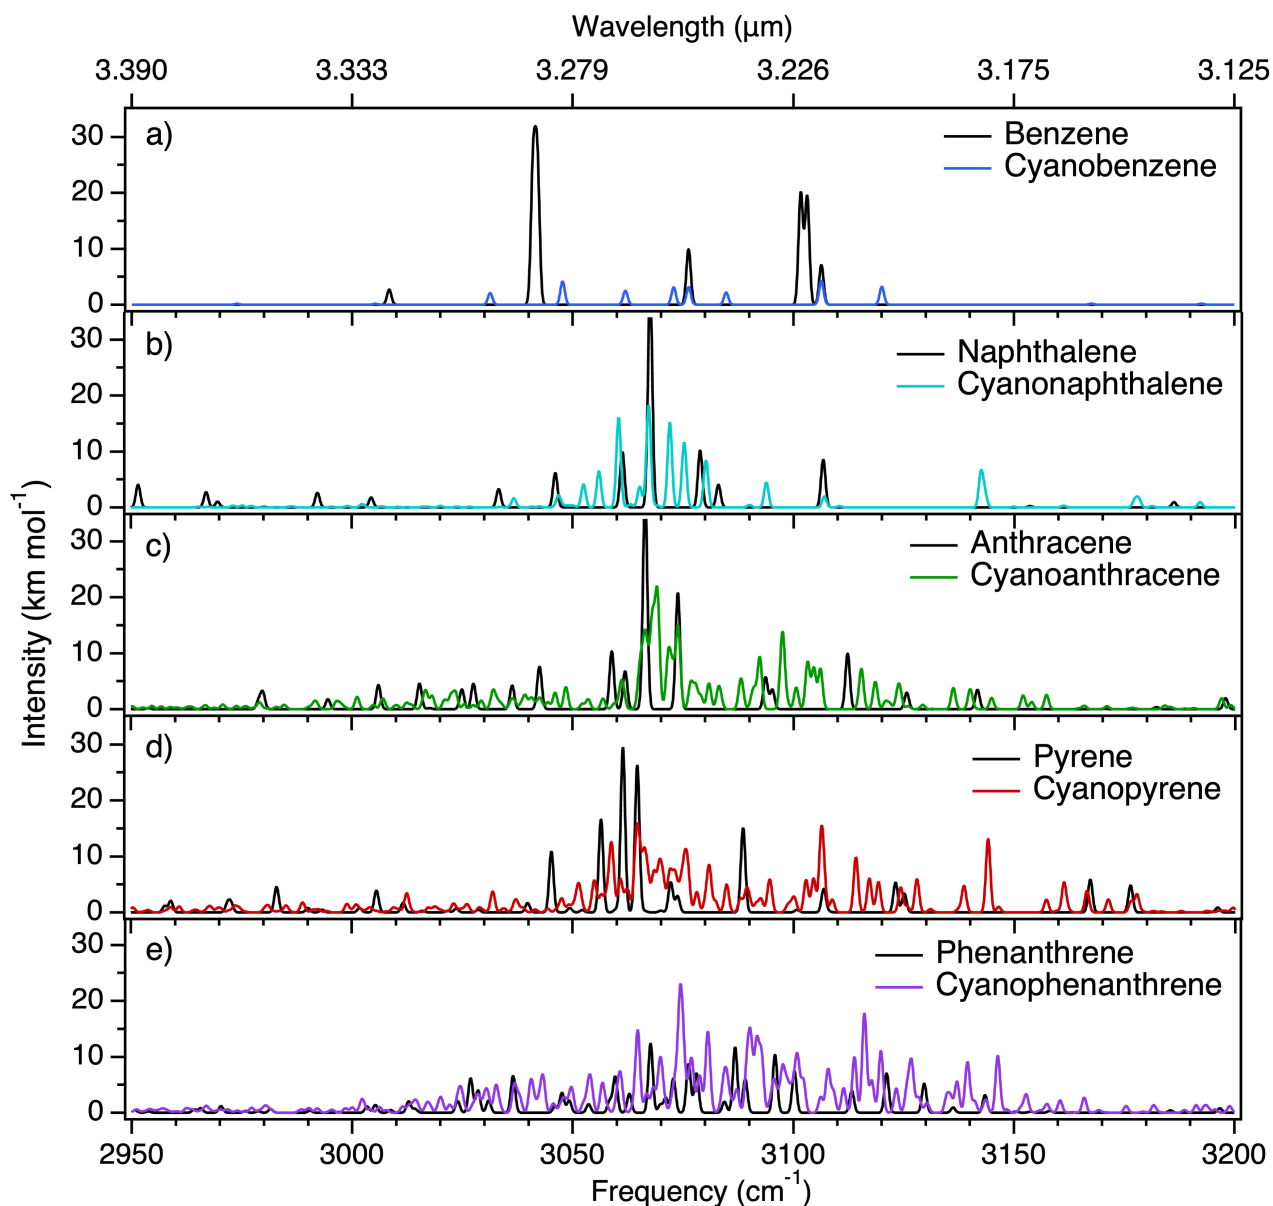 Wavelength (µm)
3.390 3.333 3.279 3.226 3.175 3.125
a)
Benzene
Cyanobenzene
30
20
10
0
b)
Naphthalene
Cyanonaphthalene
30
20
10
0
c)
Anthracene
Cyanoanthracene
30
20
10
0
d)
Pyrene
Cyanopyrene
30
20
10
0
e)
Phenanthrene
Cyanophenanthrene
30
20
10
0
Intensity (km mol⁻¹)
2950 3000 3050 3100 3150 3200
Frequency (cm⁻¹)